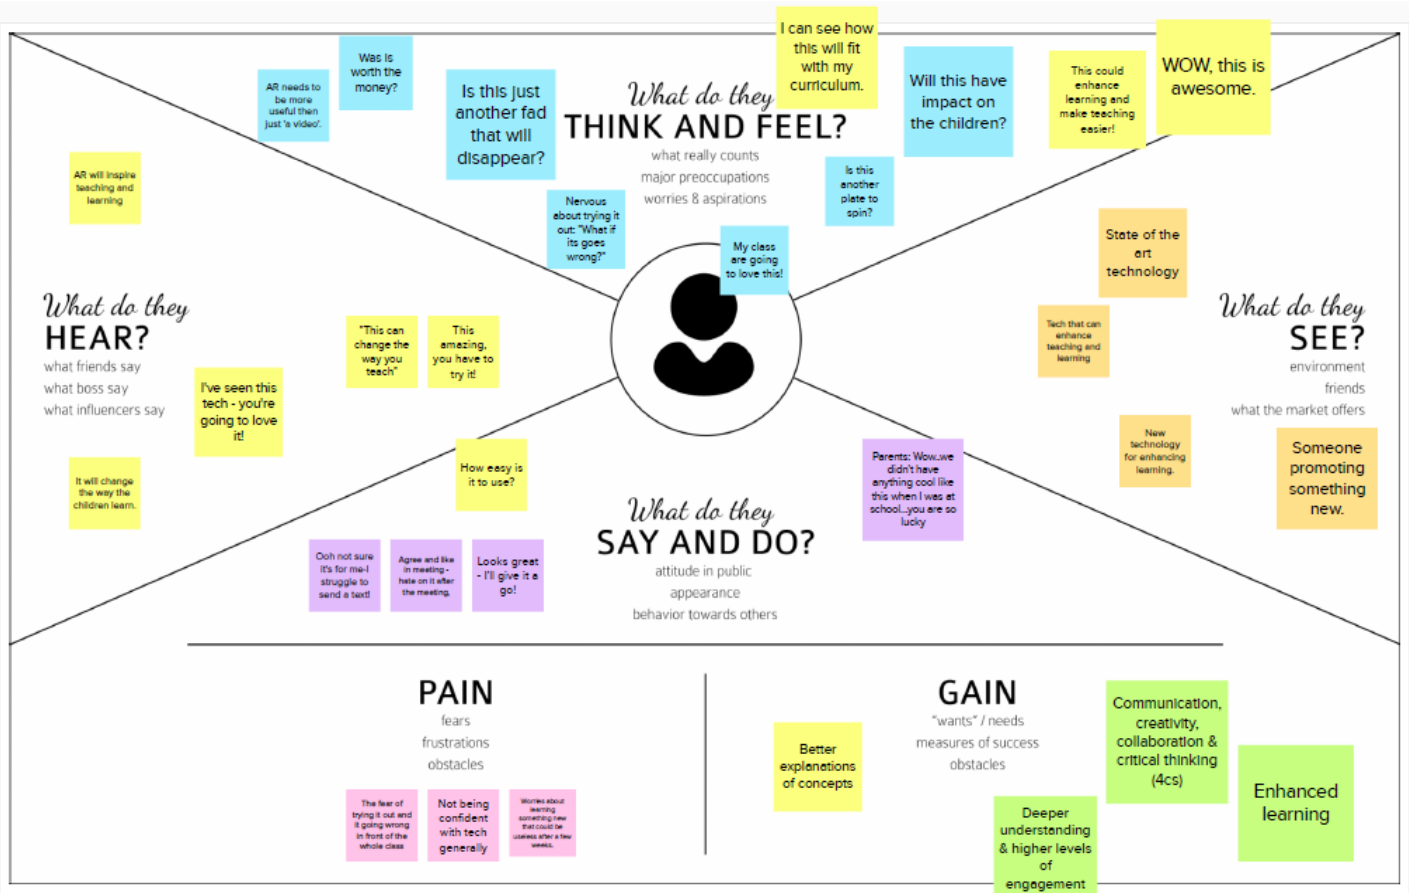 I can see how
this will fit
with my
curriculum.
WOW, this is
awesome.
Was is
worth the
money?
AR needs to
be more
useful then
just 'a video'.
Is this just
another fad
that will
disappear?
What do they
THINK AND FEEL?
what really counts
major preoccupations
worries & aspirations
Will this have
impact on
the children?
This could
enhance
learning and
make teaching
easier!
Is this
another
plate to
spin?
Nervous
about trying it
out: "What if
its goes
wrong?"
My class
are going
to love this!
AR will inspire
teaching and
learning
What do they
HEAR?
what friends say
what boss say
what influencers say
"This can
change the
way you
teach"
This
amazing,
you have to
try it!
I've seen this
tech - you're
going to love
it!
It will change
the way the
children learn.
State of the
art
technology
Tech that can
enhance
teaching and
learning
What do they
SEE?
environment
friends
what the market offers
New
technology
for enhancing
learning.
Someone
promoting
something
new.
How easy is
it to use?
What do they
SAY AND DO?
attitude in public
appearance
behavior towards others
Parents: Wow..we
didn't have
anything cool like
this when I was at
school...you are so
lucky
Ooh not sure
it's for me-I
struggle to
send a text!
Agree and like
in meeting -
hate on it after
the meeting.
Looks great
- I'll give it a
go!
PAIN
fears
frustrations
obstacles
The fear of
trying it out and
it going wrong
in front of the
whole class
Not being
confident
with tech
generally
Worries about
learning
something new
that could be
useless after a few
weeks.
GAIN
"wants" / needs
measures of success
obstacles
Better
explanations
of concepts
Communication,
creativity,
collaboration &
critical thinking
(4cs)
Deeper
understanding
& higher levels
of
engagement
Enhanced
learning